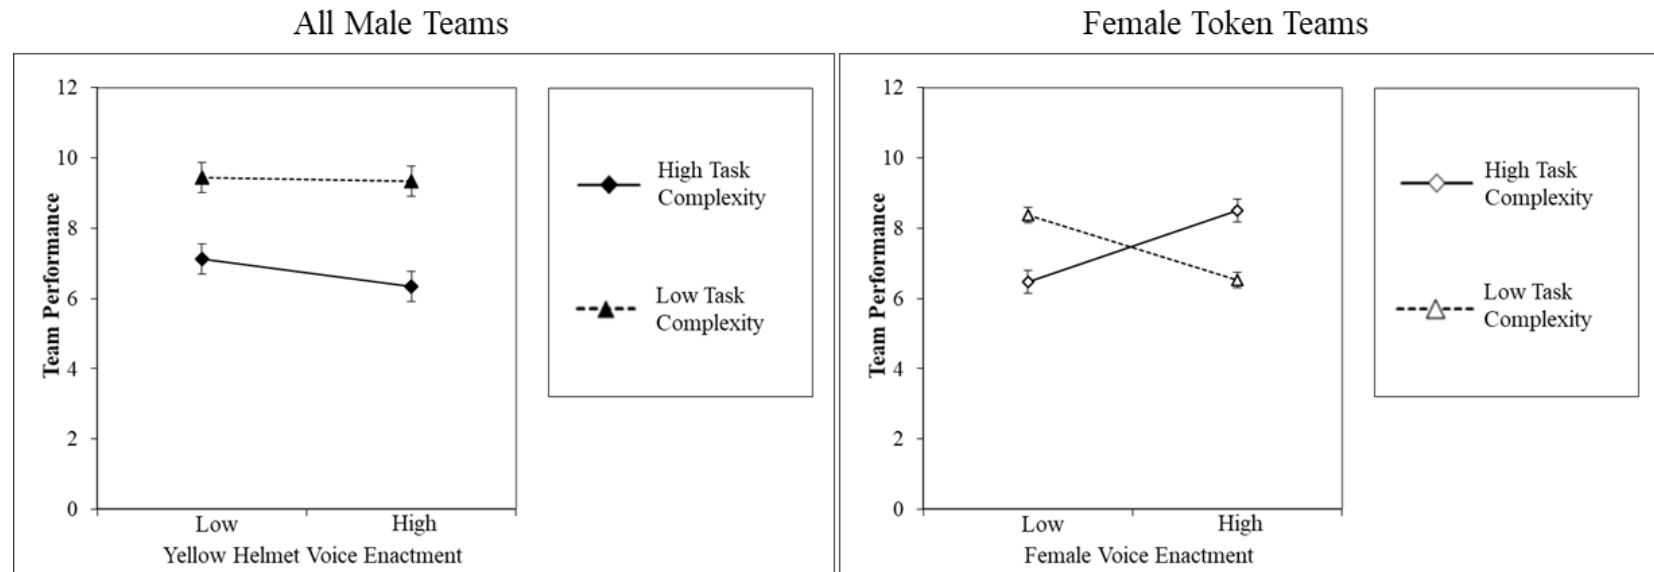 All Male Teams
Female Token Teams
12
10
8
6
4
2
0
Team Performance
Low
High
Yellow Helmet Voice Enactment
High Task
Complexity
Low Task
Complexity
12
10
8
6
4
2
0
Team Performance
Low
High
Female Voice Enactment
High Task
Complexity
Low Task
Complexity